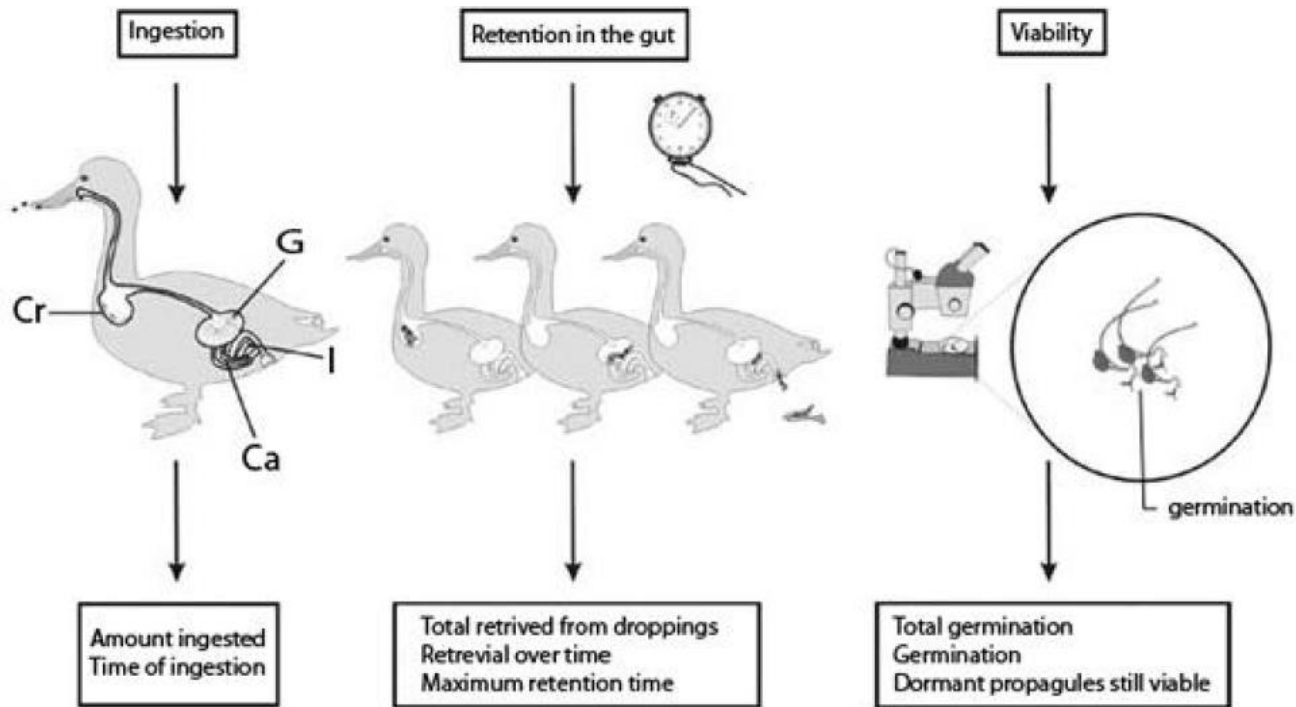 Ingestion
Retention in the gut
Viability
G
Cr
I
Ca
germination
Amount ingested
Time of ingestion
Total retrived from droppings
Retrevial over time
Maximum retention time
Total germination
Germination
Dormant propagules still viable